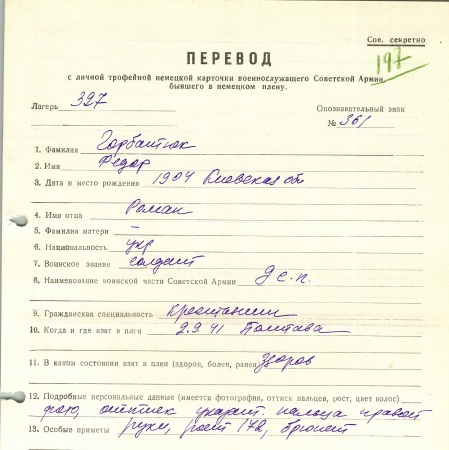 Сов. секретно
197
ПЕРЕВОД
с личной трофейной немецкой карточки военнослужащего Советской Армии,
бывшего в немецком плену.
Лагерь 327
Опознавательный знак
№ 361
1. Фамилия Горбатюк
2. Имя Федор
3. Дата и место рождения 1904 Киевская об
4. Имя отца Роман
5. Фамилия матери –
6. Национальность укр
7. Воинское звание солдат
8. Наименование воинской части Советской Армии
9. Гражданская специальность крестьянин
10. Когда и где взят в плен 2.9.41 Полтава
11. В каком состоянии взят в плен (здоров, болен, ранен) здоров
12. Подробные персональные данные (имеется фотография, оттиск пальцев, рост, цвет волос)
фото, оттиск указат. пальца правой
13. Особые приметы руки, рост 172, брюнет